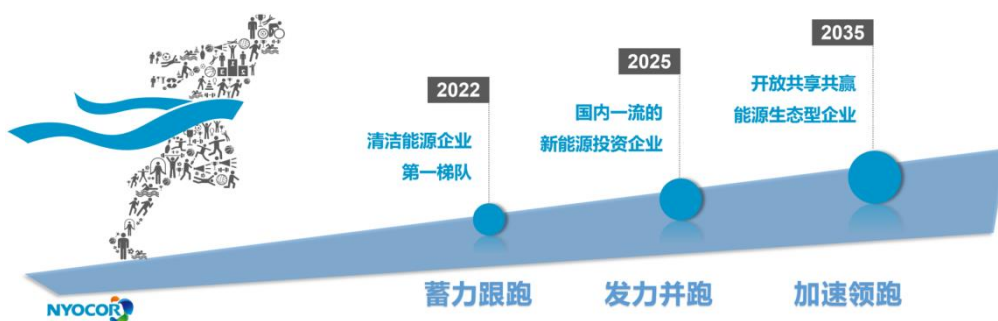 2022
清洁能源企业
第一梯队
2025
国内一流的
新能源投资企业
2035
开放共享共赢
能源生态型企业
蓄力跟跑
发力并跑
加速领跑
NYOCOR